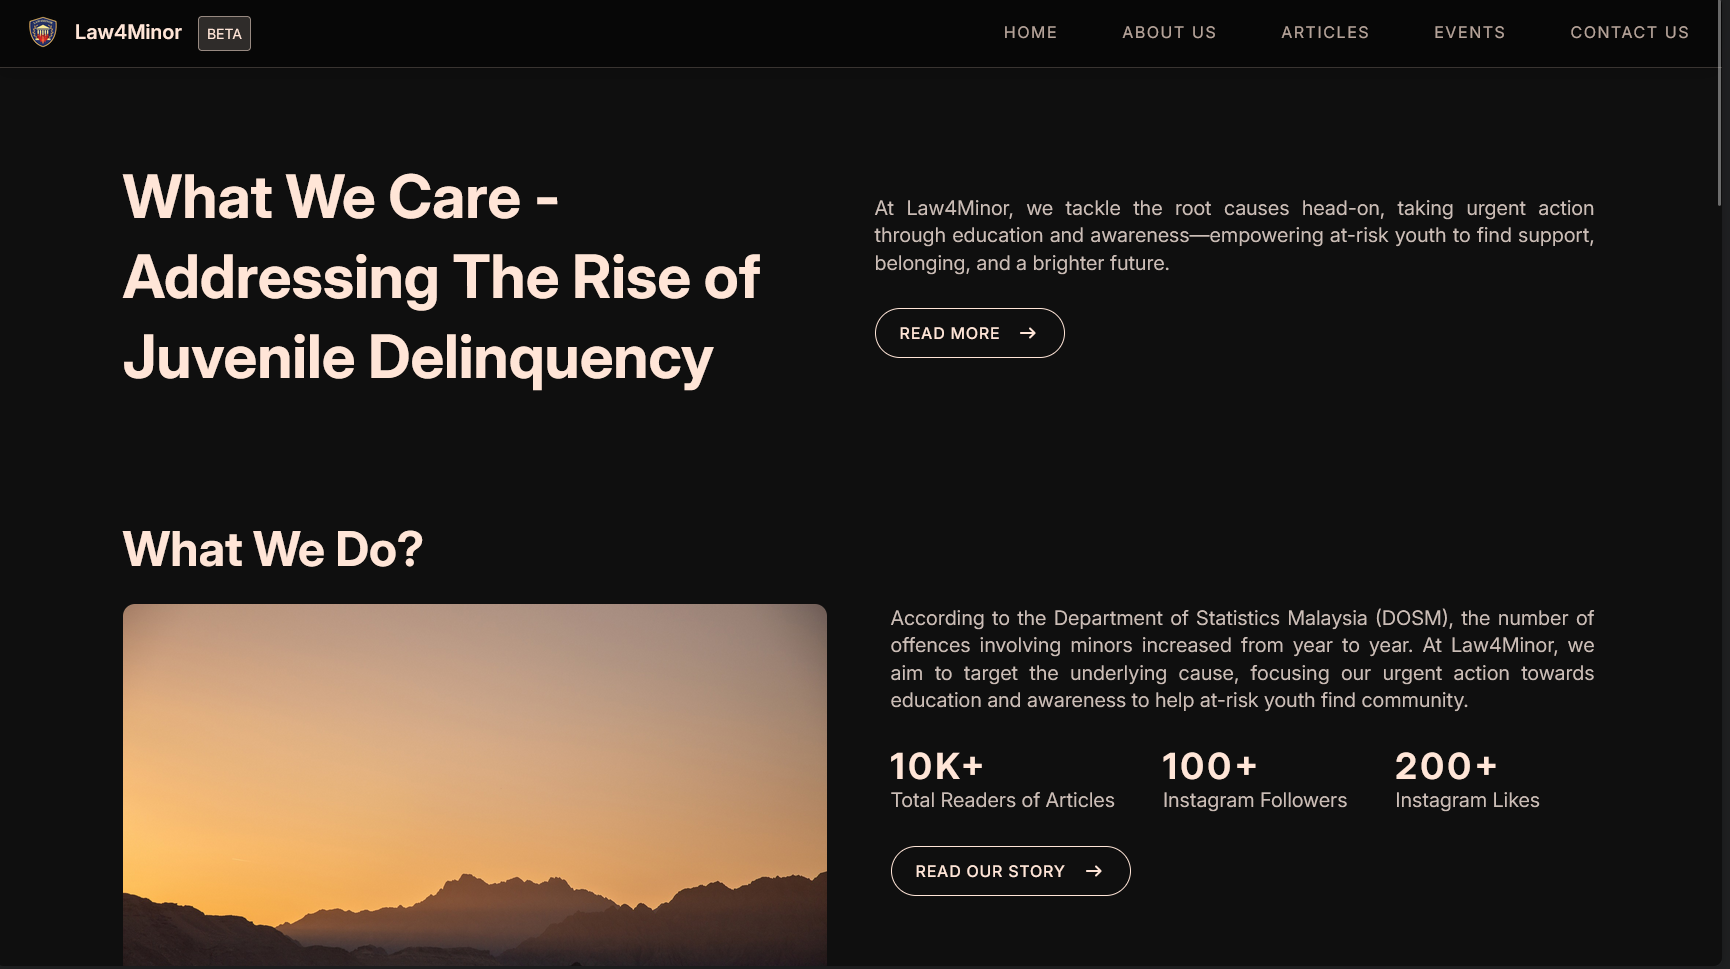 Law4Minor
BETA
HOME
ABOUT US
ARTICLES
EVENTS
CONTACT US
What We Care -
Addressing The Rise of
Juvenile Delinquency
At Law4Minor, we tackle the root causes head-on, taking urgent action
through education and awareness—empowering at-risk youth to find support,
belonging, and a brighter future.
READ MORE →
What We Do?
According to the Department of Statistics Malaysia (DOSM), the number of
offences involving minors increased from year to year. At Law4Minor, we
aim to target the underlying cause, focusing our urgent action towards
education and awareness to help at-risk youth find community.
10K+
Total Readers of Articles
100+
Instagram Followers
200+
Instagram Likes
READ OUR STORY →